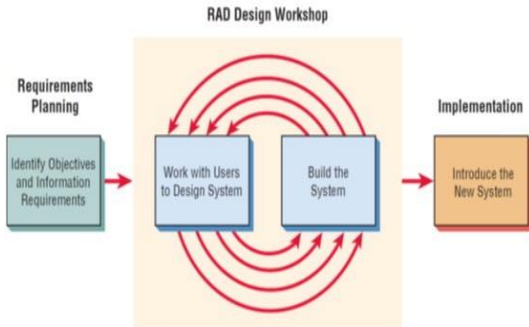 RAD Design Workshop
Requirements
Planning
Identify Objectives
and Information
Requirements
Work with Users
to Design System
Build the
System
Implementation
Introduce the
New System